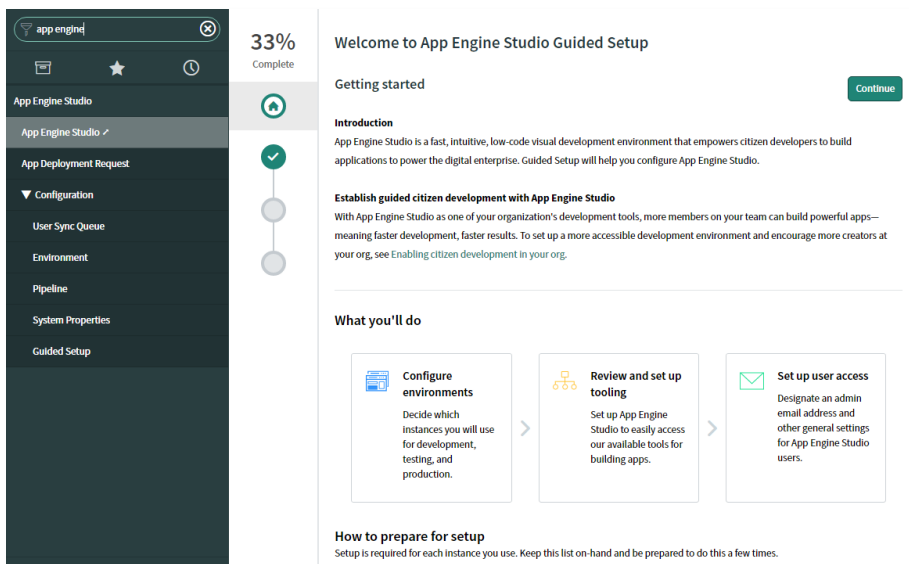 app engine
App Engine Studio
App Engine Studio
App Deployment Request
Configuration
User Sync Queue
Environment
Pipeline
System Properties
Guided Setup
33%
Complete
Welcome to App Engine Studio Guided Setup
Getting started
Continue
Introduction
App Engine Studio is a fast, intuitive, low-code visual development environment that empowers citizen developers to build
applications to power the digital enterprise. Guided Setup will help you configure App Engine Studio.
Establish guided citizen development with App Engine Studio
With App Engine Studio as one of your organization's development tools, more members on your team can build powerful apps—
meaning faster development, faster results. To set up a more accessible development environment and encourage more creators at
your org, see Enabling citizen development in your org.
What you'll do
Configure
environments
Decide which
instances you will use
for development,
testing, and
production.
Review and set up
tooling
Set up App Engine
Studio to easily access
our available tools for
building apps.
Set up user access
Designate an admin
email address and
other general settings
for App Engine Studio
users.
How to prepare for setup
Setup is required for each instance you use. Keep this list on-hand and be prepared to do this a few times.